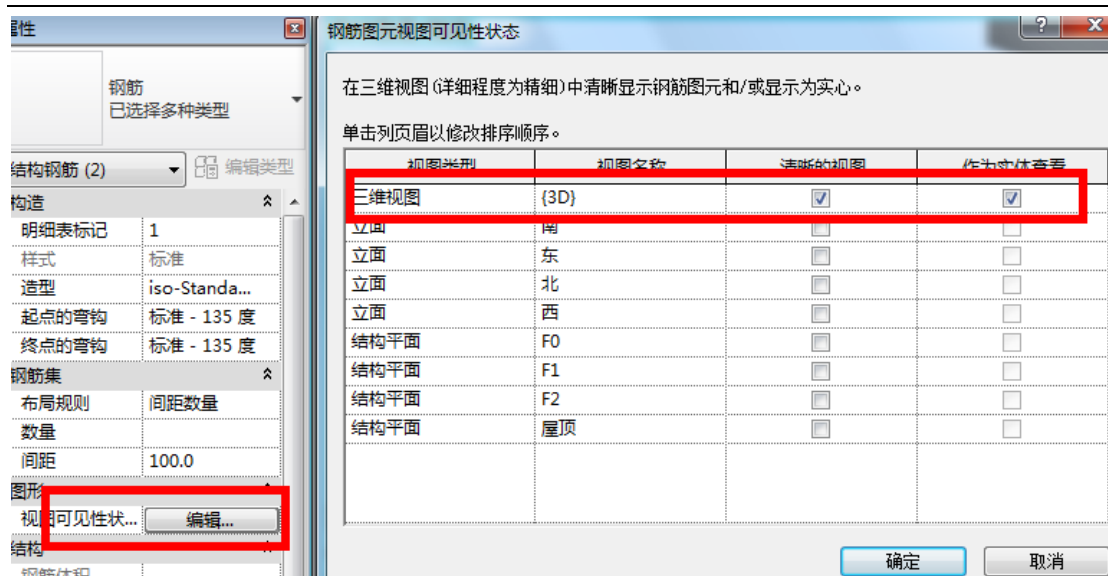 性
钢筋图元视图可见性状态
钢筋
已选择多种类型
在三维视图(详细程度为精细)中清晰显示钢筋图元和/或显示为实心。
单击列页眉以修改排序顺序。
结构钢筋 (2)
编辑类型
构造
明细表标记 1
样式 标准
造型 iso-Standa...
起点的弯钩 标准 - 135 度
终点的弯钩 标准 - 135 度
钢筋集
布局规则 间距数量
数量
间距 100.0
图形
视图可见性状... 编辑...
结构
钢筋体积
视图类型 视图名称 清晰的视图 作为实体查看
三维视图 {3D}
立面 南
立面 东
立面 北
立面 西
结构平面 F0
结构平面 F1
结构平面 F2
结构平面 屋顶
确定 取消